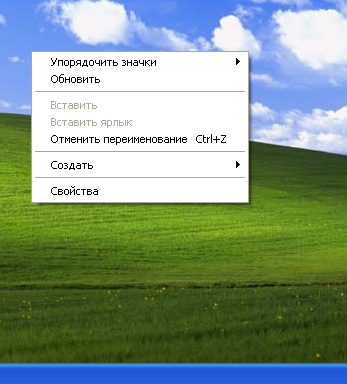 Упорядочить значки
Обновить
Вставить
Вставить ярлык
Отменить переименование Ctrl+Z
Создать
Свойства